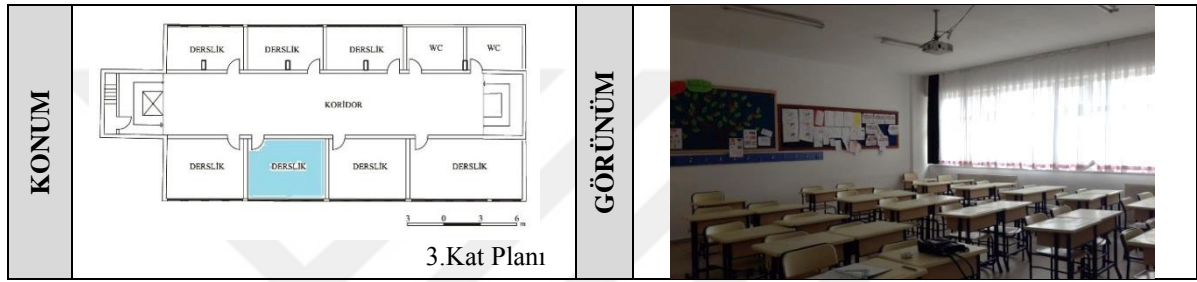 KONUM
DERSLİK
DERSLİK
DERSLİK
WC
WC
KORİDOR
DERSLİK
DERSLİK
DERSLİK
DERSLİK
3 0 3 6
m
3.Kat Planı
GÖRÜNÜM